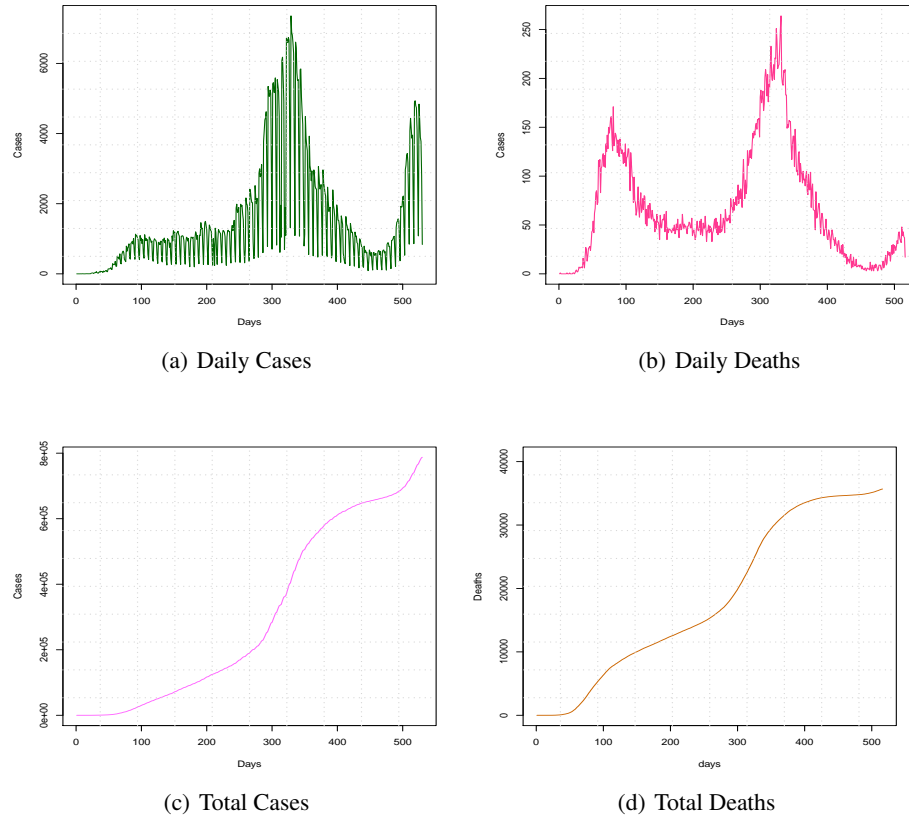 6000
4000
2000
0
Cases
0 100 200 300 400 500
Days
(a) Daily Cases
250
200
150
100
50
0
Cases
0 100 200 300 400 500
Days
(b) Daily Deaths
8e+05
6e+05
4e+05
2e+05
0e+00
Cases
0 100 200 300 400 500
Days
(c) Total Cases
40000
30000
20000
10000
0
Deaths
0 100 200 300 400 500
days
(d) Total Deaths